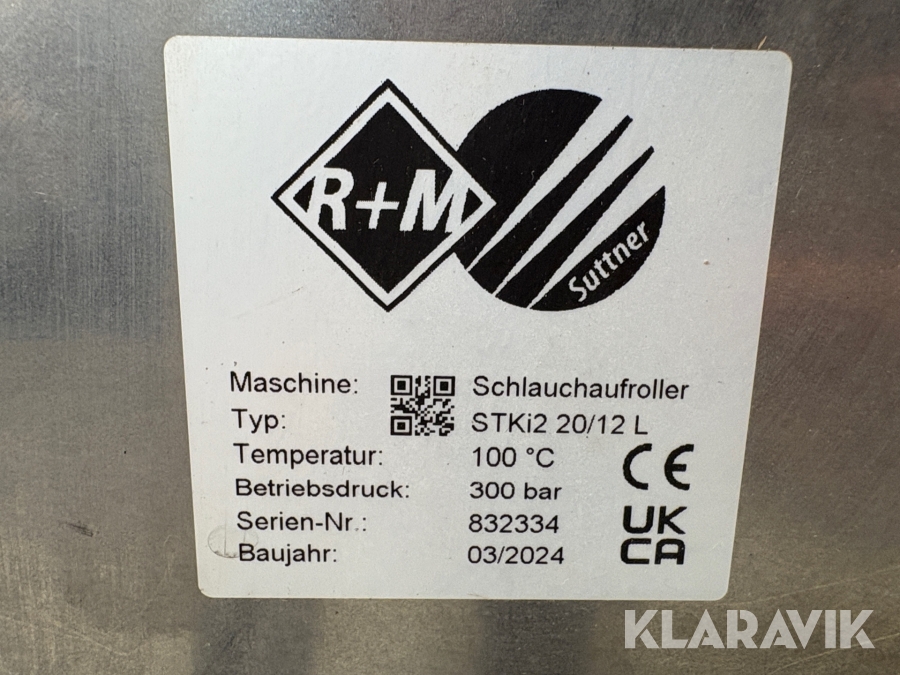 R+M
Suttner
Maschine: Schlauchaufroller
Typ: STKi2 20/12 L
Temperatur: 100 °C
Betriebsdruck: 300 bar
Serien-Nr.: 832334
Baujahr: 03/2024
CE
UK
CA
KLARAVIK